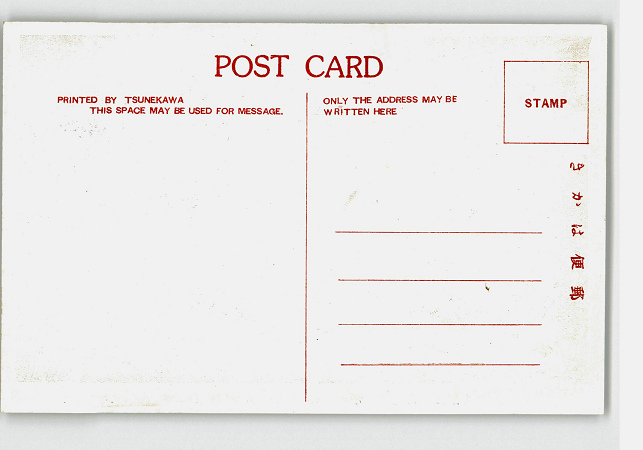 POST CARD
PRINTED BY TSUNEKAWA
THIS SPACE MAY BE USED FOR MESSAGE.
ONLY THE ADDRESS MAY BE
WRITTEN HERE
STAMP
郵便はかき